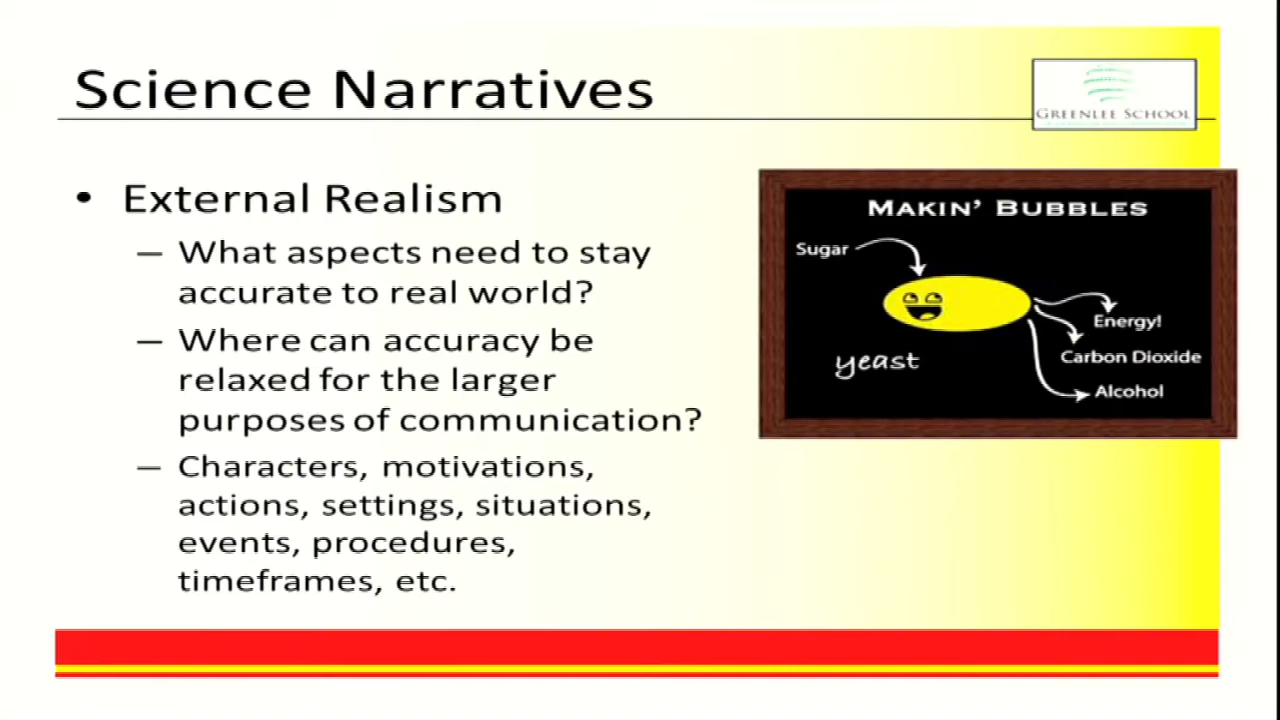 Science Narratives
GREENLEE SCHOOL
• External Realism
– What aspects need to stay
accurate to real world?
– Where can accuracy be
relaxed for the larger
purposes of communication?
– Characters, motivations,
actions, settings, situations,
events, procedures,
timeframes, etc.
MAKIN' BUBBLES
Sugar
yeast
Energy!
Carbon Dioxide
Alcohol